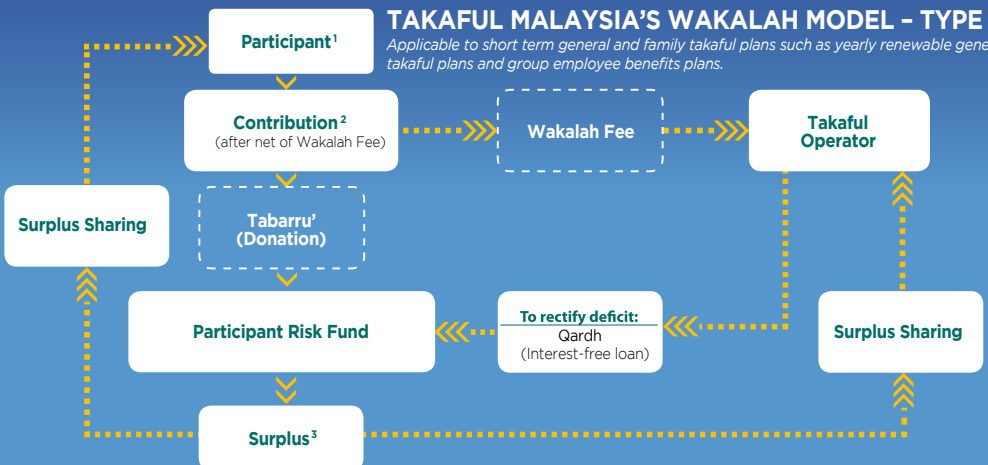 TAKAFUL MALAYSIA'S WAKALAH MODEL – TYPE
Applicable to short term general and family takaful plans such as yearly renewable
takaful plans and group employee benefits plans.
Participant¹
Contribution²
(after net of Wakalah Fee)
Wakalah Fee
Takaful
Operator
Surplus Sharing
Tabarru'
(Donation)
Participant Risk Fund
To rectify deficit:
Qardh
(Interest-free loan)
Surplus Sharing
Surplus³